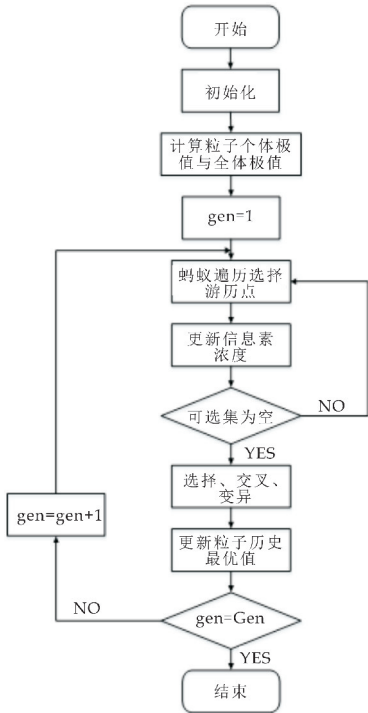 开始
初始化
计算粒子个体极
值与全体极值
gen=1
蚂蚁遍历选择
游历点
更新信息素
浓度
可选集为空
NO
YES
选择、交叉、
变异
gen=gen+1
更新粒子历史
最优值
NO
gen=Gen
YES
结束